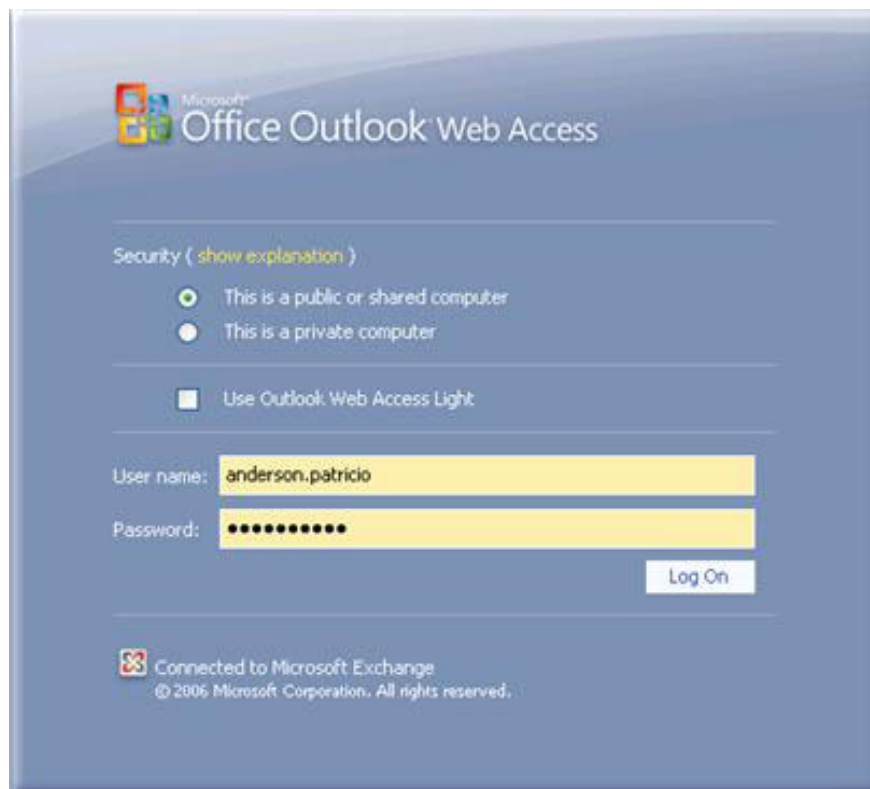 Microsoft
Office Outlook Web Access
Security ( show explanation )
This is a public or shared computer
This is a private computer
Use Outlook Web Access Light
User name: anderson.patricio
Password: ••••••••••
Log On
Connected to Microsoft Exchange
© 2006 Microsoft Corporation. All rights reserved.